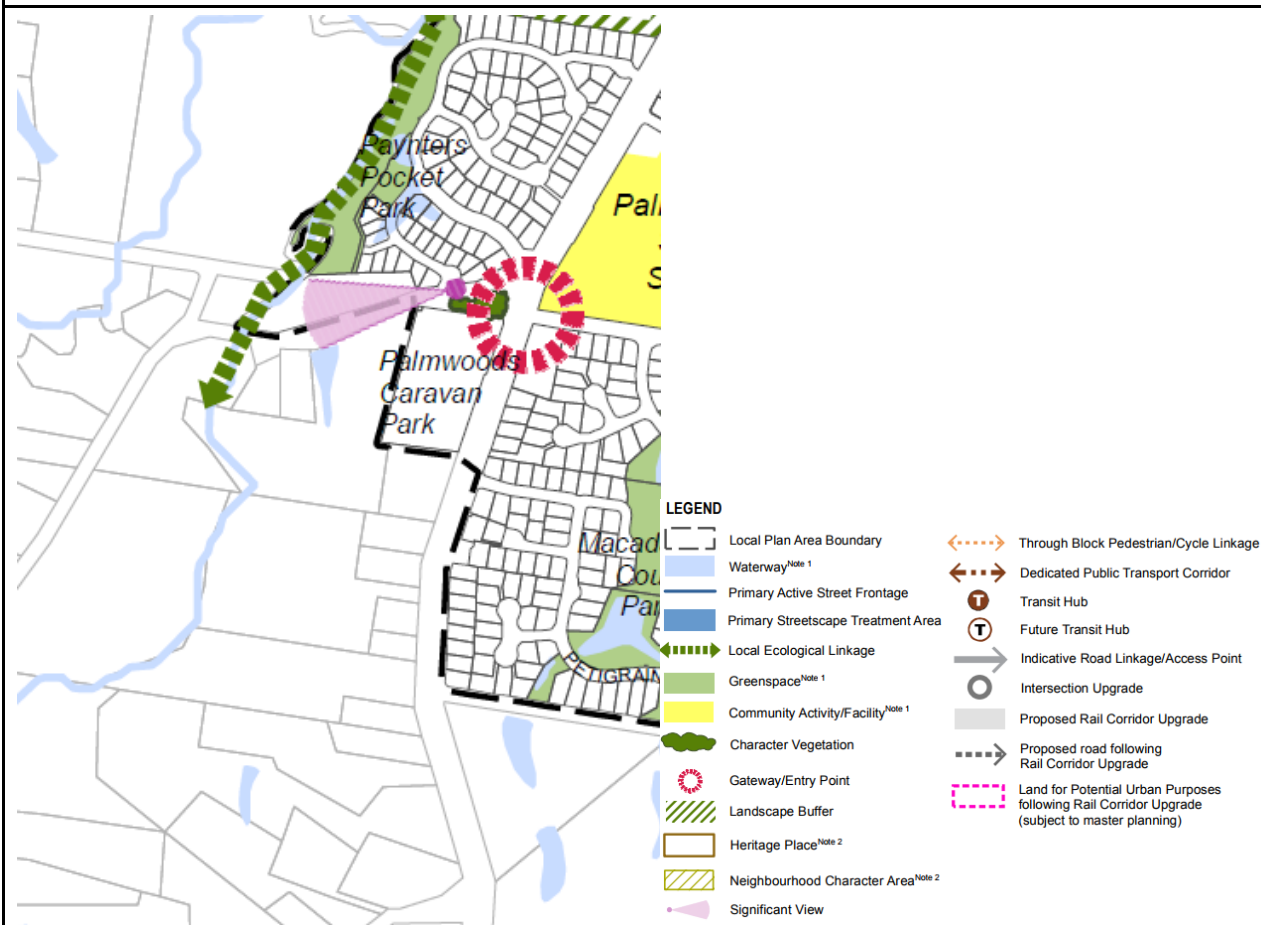 Paynters
Pocket
Park
Pal
S
Palmwoods
Caravan
Park
Macad
Cou
Par
PETIGRAIN
LEGEND
Local Plan Area Boundary
Waterway Note 1
Primary Active Street Frontage
Primary Streetscape Treatment Area
Local Ecological Linkage
Greenspace Note 1
Community Activity/Facility Note 1
Character Vegetation
Gateway/Entry Point
Landscape Buffer
Heritage Place Note 2
Neighbourhood Character Area Note 2
Significant View
Through Block Pedestrian/Cycle Linkage
Dedicated Public Transport Corridor
T Transit Hub
T Future Transit Hub
Indicative Road Linkage/Access Point
Intersection Upgrade
Proposed Rail Corridor Upgrade
Proposed road following
Rail Corridor Upgrade
Land for Potential Urban Purposes
following Rail Corridor Upgrade
(subject to master planning)